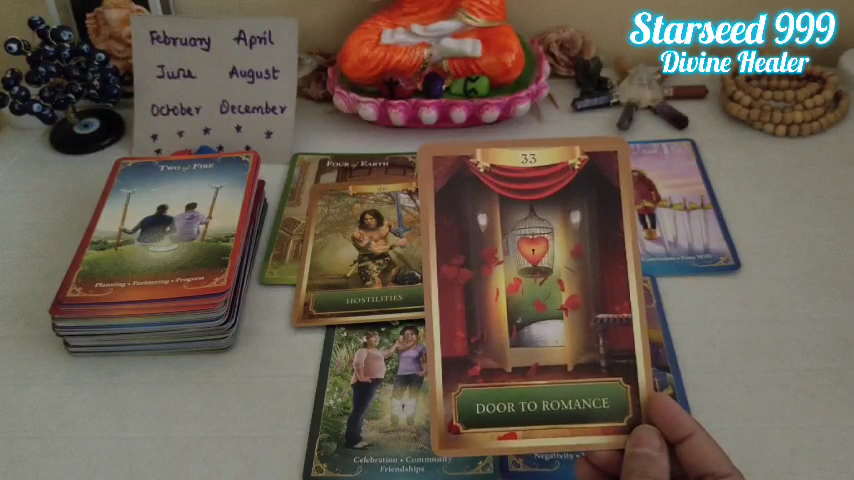 Starseed 999
Divine Healer
February April
June August
October December
Two of Fire
Planning • Partnering • Progress
Four of Earth
HOSTILITIES
33
DOOR TO ROMANCE
Celebration • Community
Friendships
Negativity